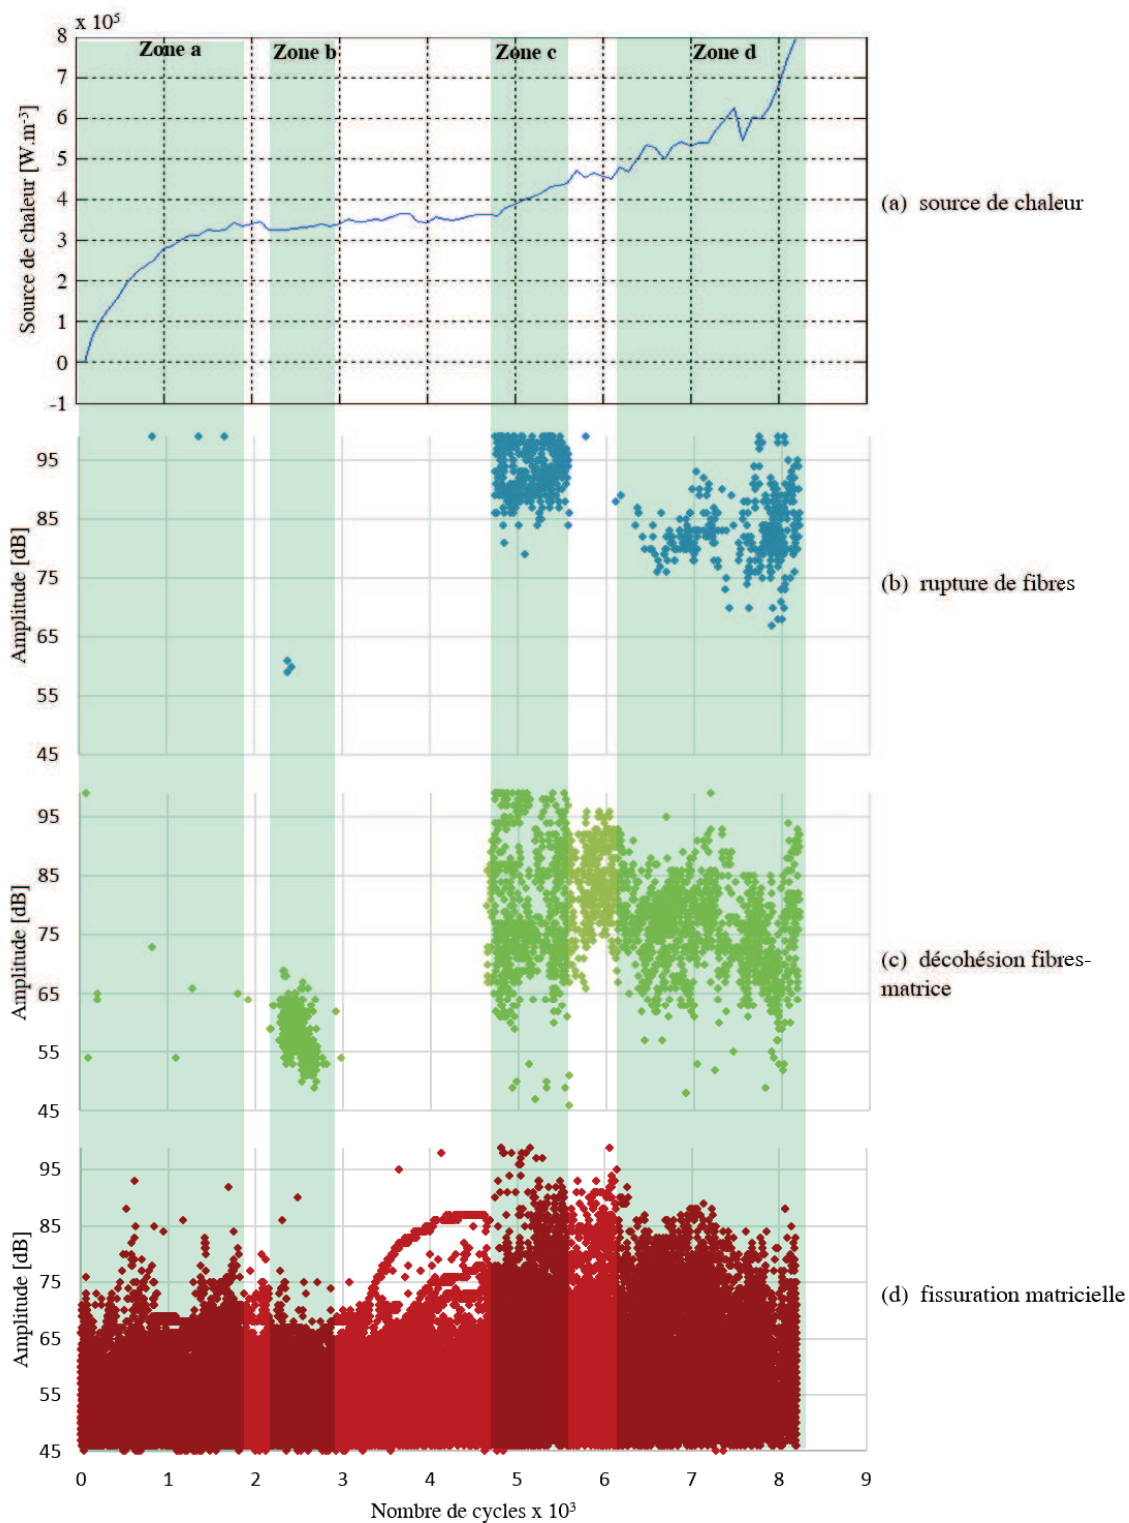 x 10⁵
Zone a
Zone b
Zone c
Zone d
8
7
6
5
4
3
2
1
0
-1
Source de chaleur [W.m⁻³]
(a) source de chaleur
95
85
75
65
55
45
Amplitude [dB]
(b) rupture de fibres
95
85
75
65
55
45
Amplitude [dB]
(c) décohésion fibres-
matrice
95
85
75
65
55
45
Amplitude [dB]
(d) fissuration matricielle
0 1 2 3 4 5 6 7 8 9
Nombre de cycles x 10³